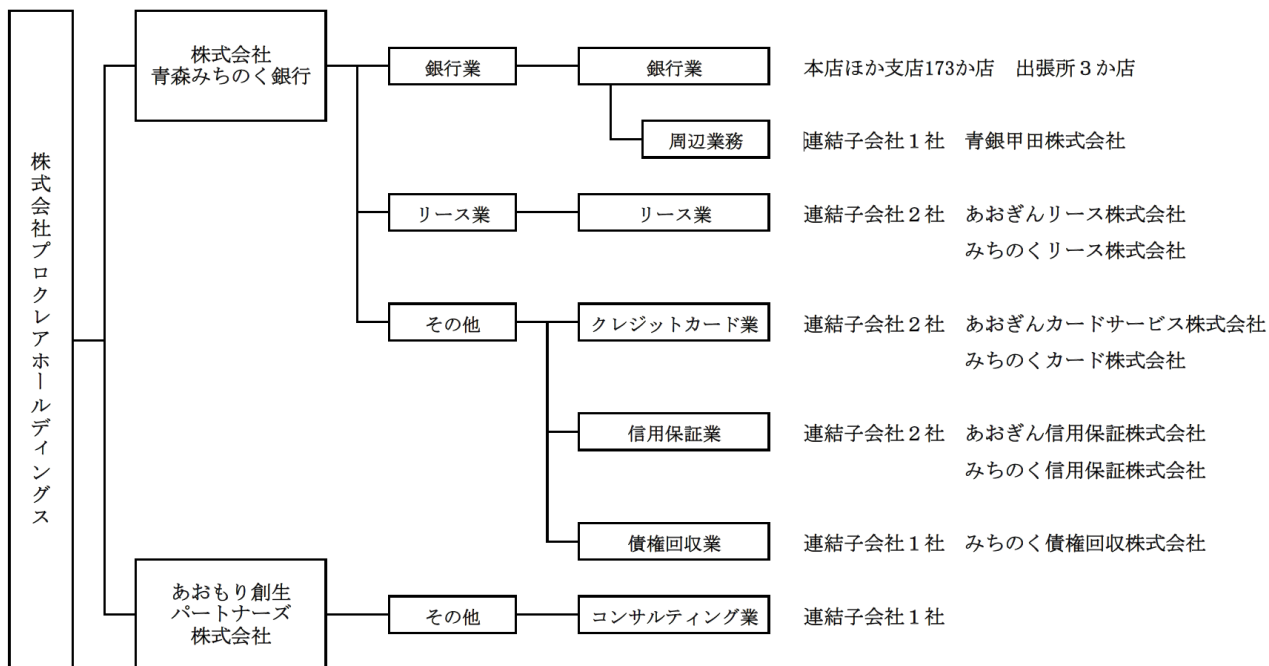 株式会社プロクレアホールディングス
株式会社
青森みちのく銀行
銀行業
銀行業
本店ほか支店173か店　出張所３か店
周辺業務
連結子会社１社　青銀甲田株式会社
リース業
リース業
連結子会社２社　あおぎんリース株式会社
みちのくリース株式会社
その他
クレジットカード業
連結子会社２社　あおぎんカードサービス株式会社
みちのくカード株式会社
信用保証業
連結子会社２社　あおぎん信用保証株式会社
みちのく信用保証株式会社
債権回収業
連結子会社１社　みちのく債権回収株式会社
あおもり創生
パートナーズ
株式会社
その他
コンサルティング業
連結子会社１社